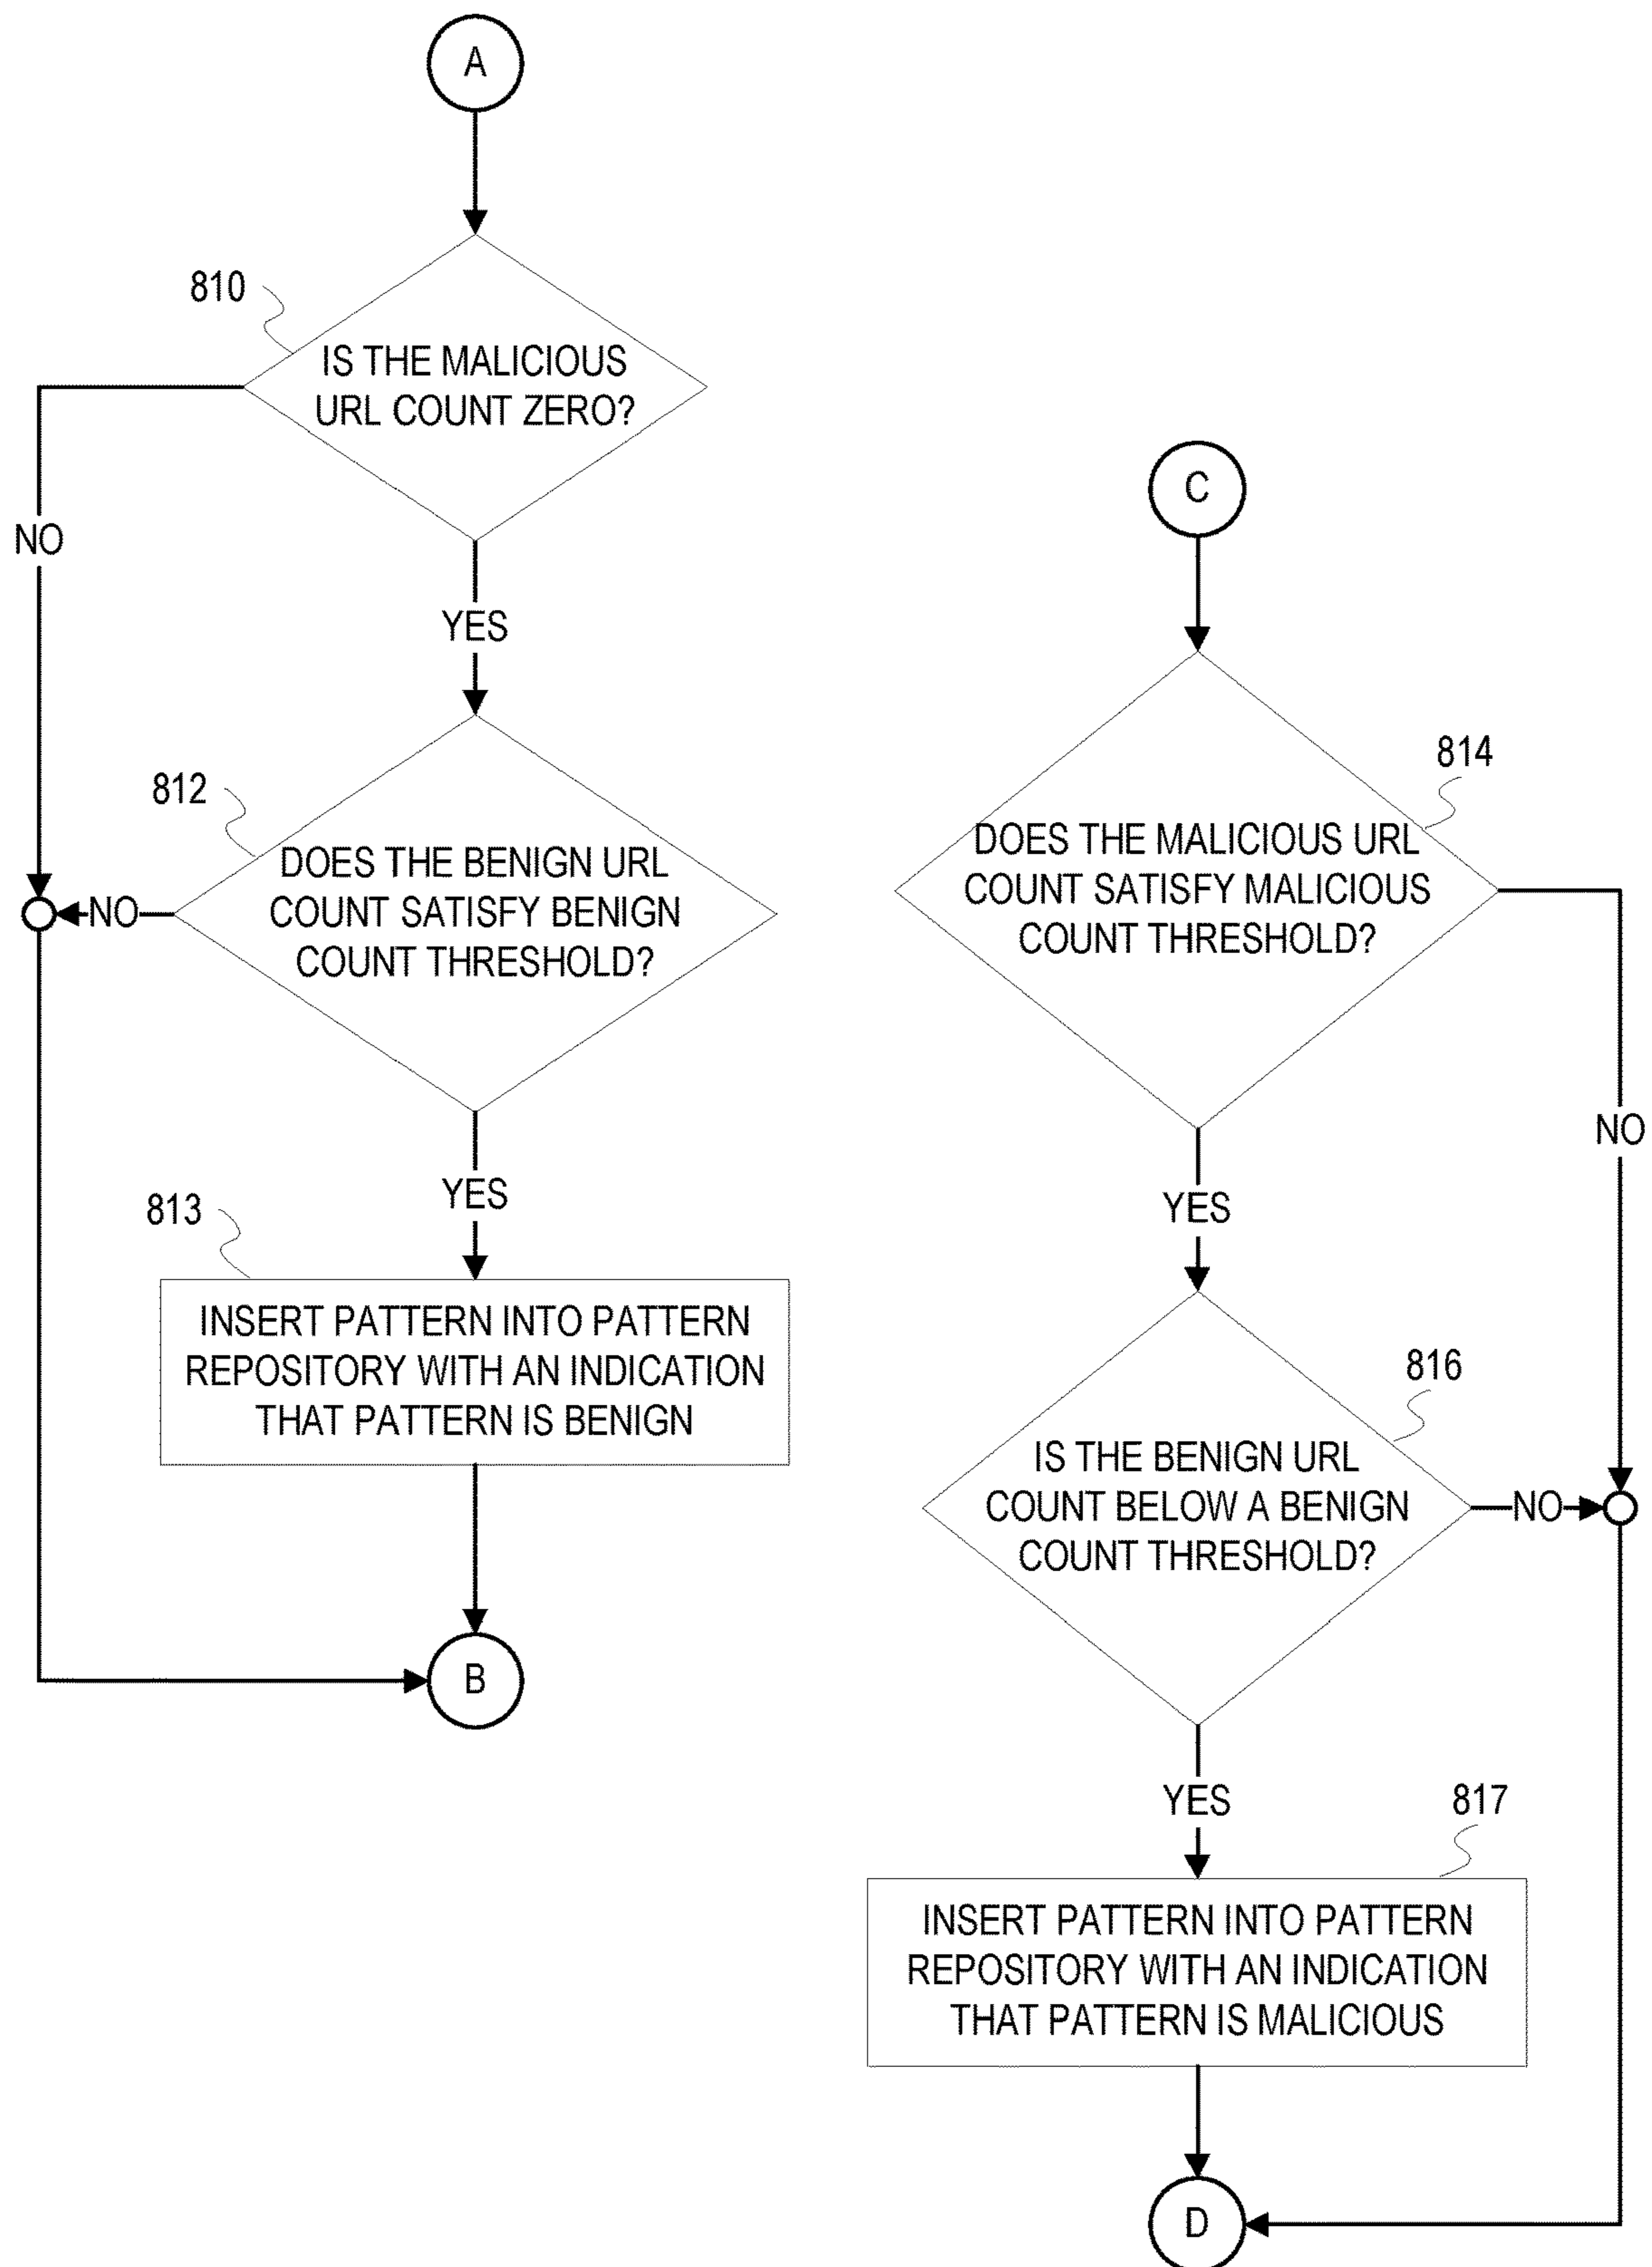 A
810
IS THE MALICIOUS
URL COUNT ZERO?
NO
YES
812
DOES THE BENIGN URL
COUNT SATISFY BENIGN
COUNT THRESHOLD?
NO
YES
813
INSERT PATTERN INTO PATTERN
REPOSITORY WITH AN INDICATION
THAT PATTERN IS BENIGN
B
C
814
DOES THE MALICIOUS URL
COUNT SATISFY MALICIOUS
COUNT THRESHOLD?
NO
YES
816
IS THE BENIGN URL
COUNT BELOW A BENIGN
COUNT THRESHOLD?
NO
YES
817
INSERT PATTERN INTO PATTERN
REPOSITORY WITH AN INDICATION
THAT PATTERN IS MALICIOUS
D